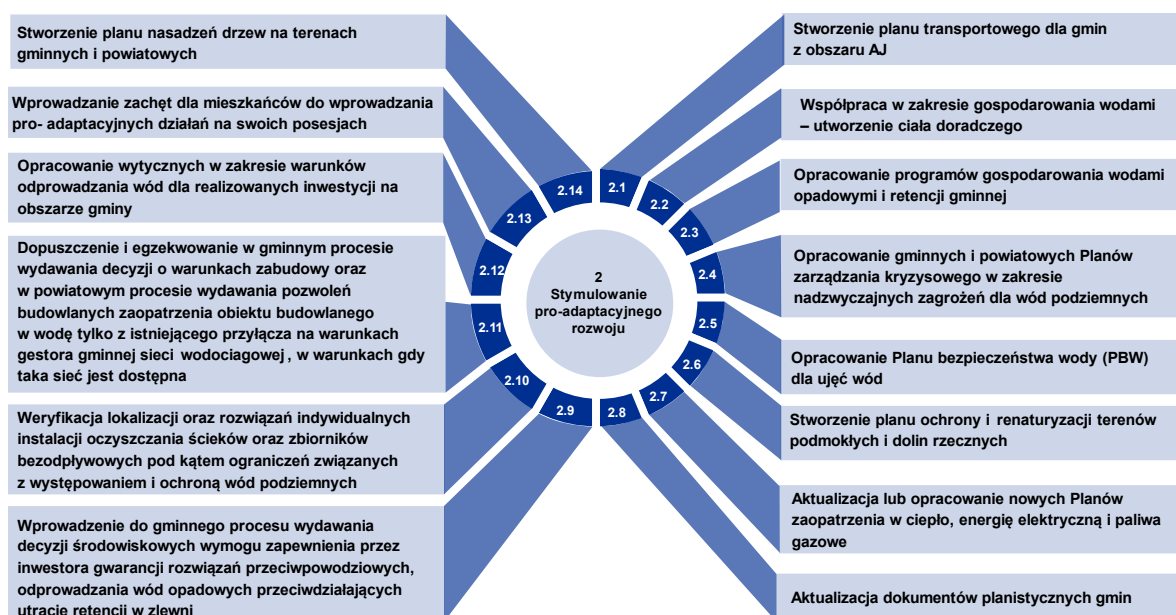 Stworzenie planu nasadzeń drzew na terenach
gminnych i powiatowych
Wprowadzanie zachęt dla mieszkańców do wprowadzania
pro- adaptacyjnych działań na swoich posesjach
Opracowanie wytycznych w zakresie warunków
odprowadzania wód dla realizowanych inwestycji na
obszarze gminy
Dopuszczenie i egzekwowanie w gminnym procesie
wydawania decyzji o warunkach zabudowy oraz
w powiatowym procesie wydawania pozwoleń
budowlanych zaopatrzenia obiektu budowlanego
w wodę tylko z istniejącego przyłącza na warunkach
gestora gminnej sieci wodociagowej , w warunkach gdy
taka sieć jest dostępna
Weryfikacja lokalizacji oraz rozwiązań indywidualnych
instalacji oczyszczania ścieków oraz zbiorników
bezodpływowych pod kątem ograniczeń związanych
z występowaniem i ochroną wód podziemnych
Wprowadzenie do gminnego procesu wydawania
decyzji środowiskowych wymogu zapewnienia przez
inwestora gwarancji rozwiązań przeciwpowodziowych,
odprowadzania wód opadowych przeciwdziałających
utracie retencji w zlewni
2.14
2.13
2.12
2.11
2.10
2.9
2
Stymulowanie
pro-adaptacyjnego
rozwoju
2.1
2.2
2.3
2.4
2.5
2.6
2.7
2.8
Stworzenie planu transportowego dla gmin
z obszaru AJ
Współpraca w zakresie gospodarowania wodami
– utworzenie ciała doradczego
Opracowanie programów gospodarowania wodami
opadowymi i retencji gminnej
Opracowanie gminnych i powiatowych Planów
zarządzania kryzysowego w zakresie
nadzwyczajnych zagrożeń dla wód podziemnych
Opracowanie Planu bezpieczeństwa wody (PBW)
dla ujęć wód
Stworzenie planu ochrony i renaturyzacji terenów
podmokłych i dolin rzecznych
Aktualizacja lub opracowanie nowych Planów
zaopatrzenia w ciepło, energię elektryczną i paliwa
gazowe
Aktualizacja dokumentów planistycznych gmin